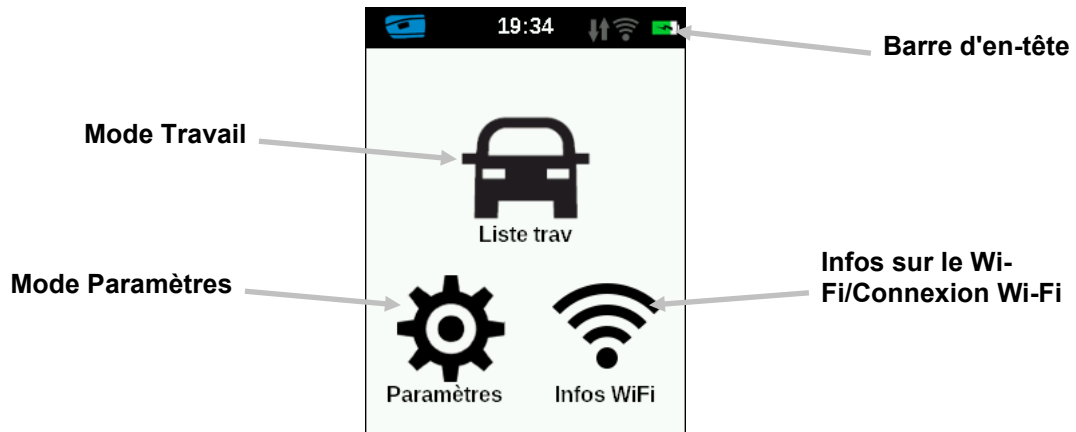 19:34
Barre d'en-tête
Mode Travail
Liste trav
Mode Paramètres
Infos sur le Wi-
Fi/Connexion Wi-Fi
Paramètres
Infos WiFi